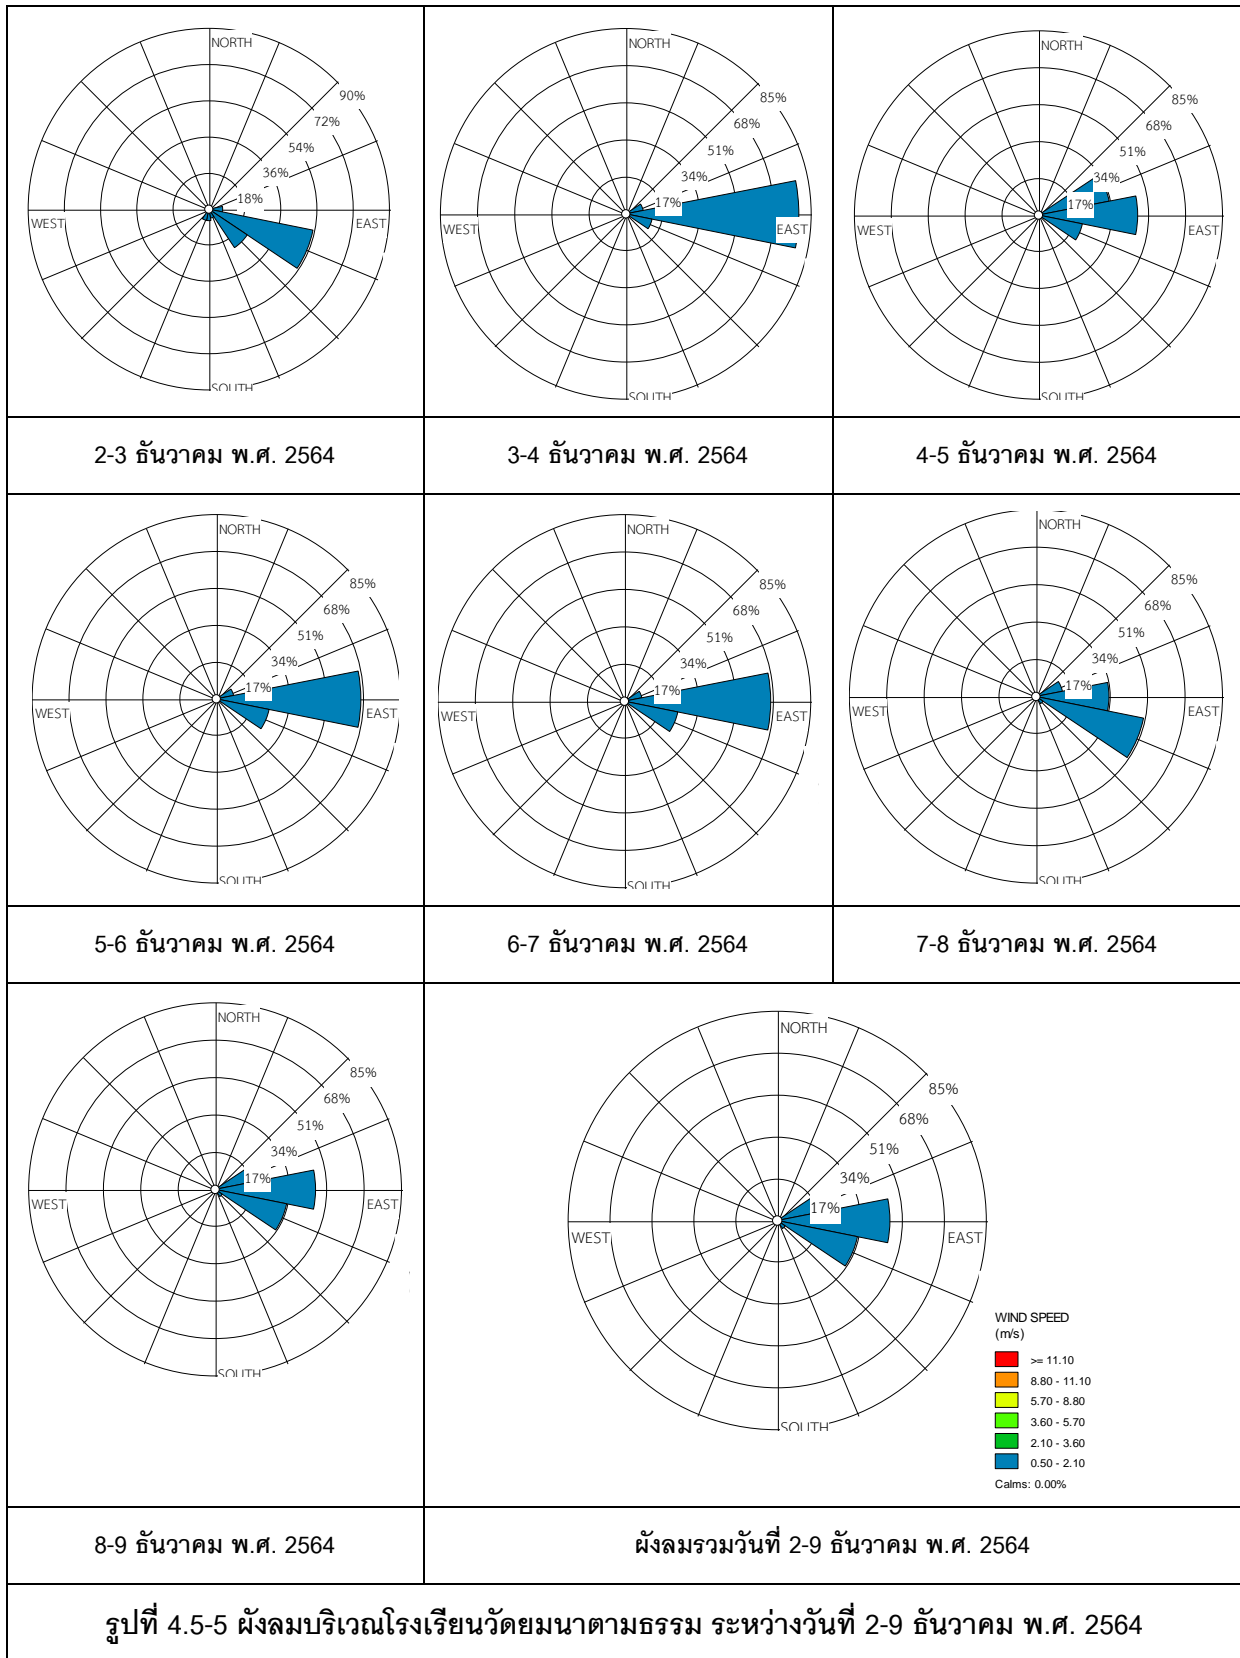 NORTH
90%
72%
54%
36%
18%
WEST
EAST
SOUTH
2-3 ธันวาคม พ.ศ. 2564
NORTH
85%
68%
51%
34%
17%
WEST
EAST
SOUTH
3-4 ธันวาคม พ.ศ. 2564
NORTH
85%
68%
51%
34%
17%
WEST
EAST
SOUTH
4-5 ธันวาคม พ.ศ. 2564
NORTH
85%
68%
51%
34%
17%
WEST
EAST
SOUTH
5-6 ธันวาคม พ.ศ. 2564
NORTH
85%
68%
51%
34%
17%
WEST
EAST
SOUTH
6-7 ธันวาคม พ.ศ. 2564
NORTH
85%
68%
51%
34%
17%
WEST
EAST
SOUTH
7-8 ธันวาคม พ.ศ. 2564
NORTH
85%
68%
51%
34%
17%
WEST
EAST
SOUTH
8-9 ธันวาคม พ.ศ. 2564
NORTH
85%
68%
51%
34%
17%
WEST
EAST
SOUTH
WIND SPEED
(m/s)
>= 11.10
8.80 - 11.10
5.70 - 8.80
3.60 - 5.70
2.10 - 3.60
0.50 - 2.10
Calms: 0.00%
ผังลมรวมวันที่ 2-9 ธันวาคม พ.ศ. 2564
รูปที่ 4.5-5 ผังลมบริเวณโรงเรียนวัดยมนาตามธรรม ระหว่างวันที่ 2-9 ธันวาคม พ.ศ. 2564